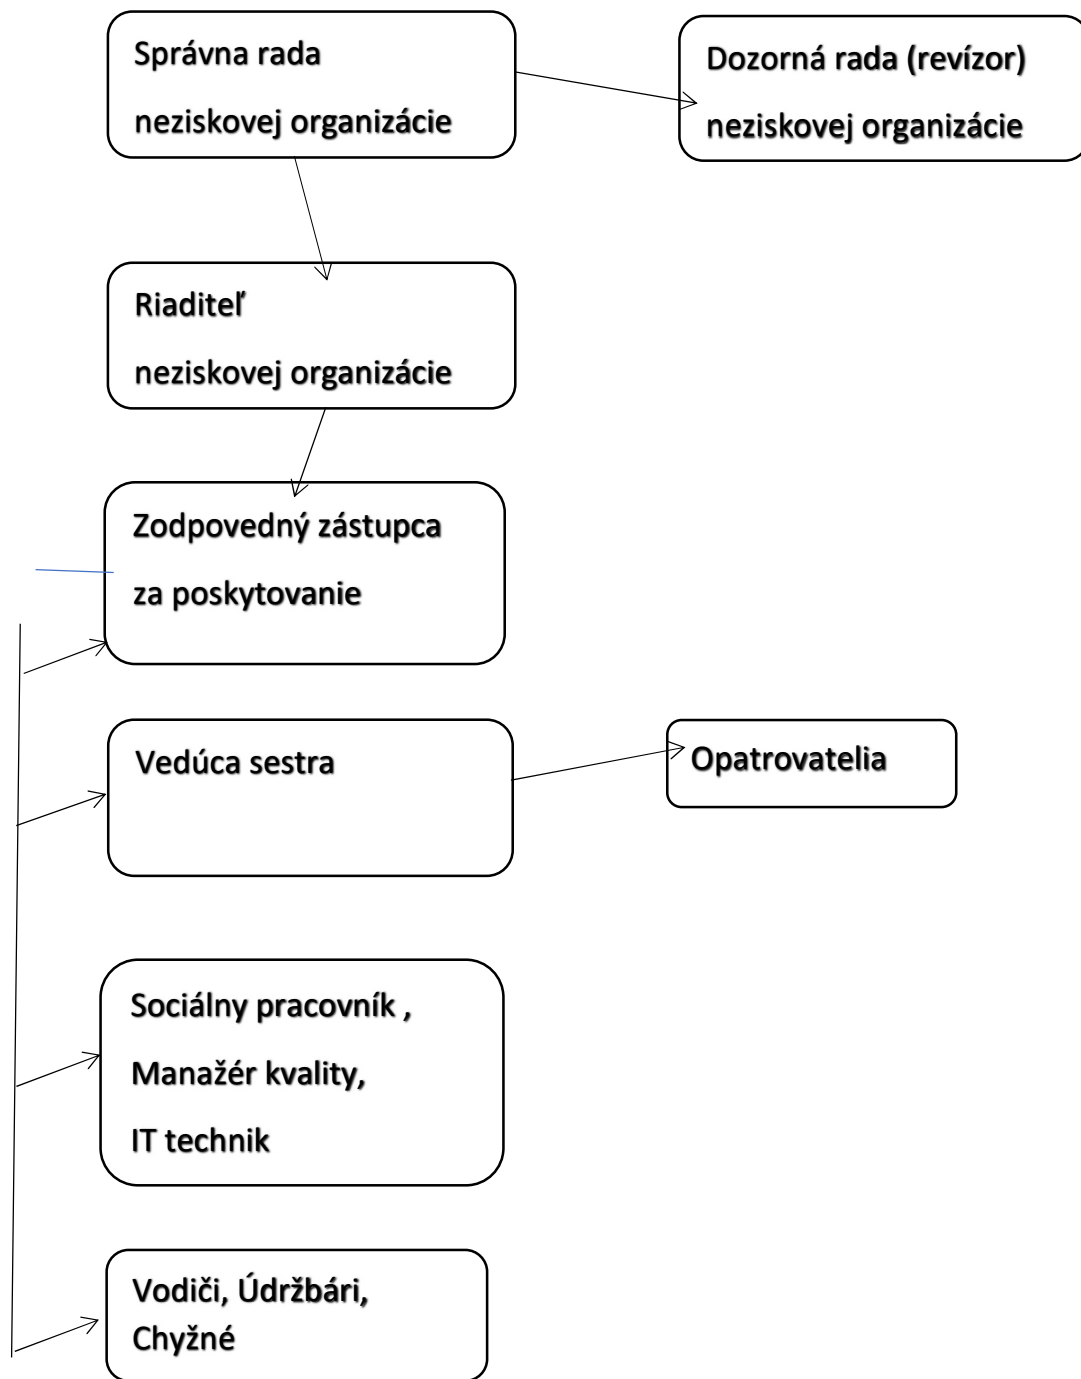 Správna rada
neziskovej organizácie
Dozorná rada (revízor)
neziskovej organizácie
Riaditeľ
neziskovej organizácie
Zodpovedný zástupca
za poskytovanie
Vedúca sestra
Opatrovatelia
Sociálny pracovník ,
Manažér kvality,
IT technik
Vodiči, Údržbári,
Chyžné